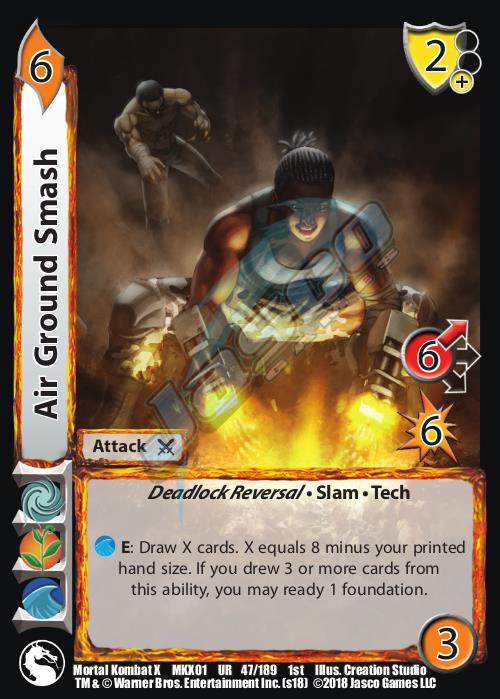 6
2
+
Air Ground Smash
Jasco
6
6
Attack
Deadlock Reversal • Slam • Tech
E: Draw X cards. X equals 8 minus your printed
hand size. If you drew 3 or more cards from
this ability, you may ready 1 foundation.
3
Mortal Kombat X MKX01 UR 47/189 1st Illus. Creation Studio
TM & © Warner Bros. Entertainment Inc. (s18) ©2018 Jasco Games LLC